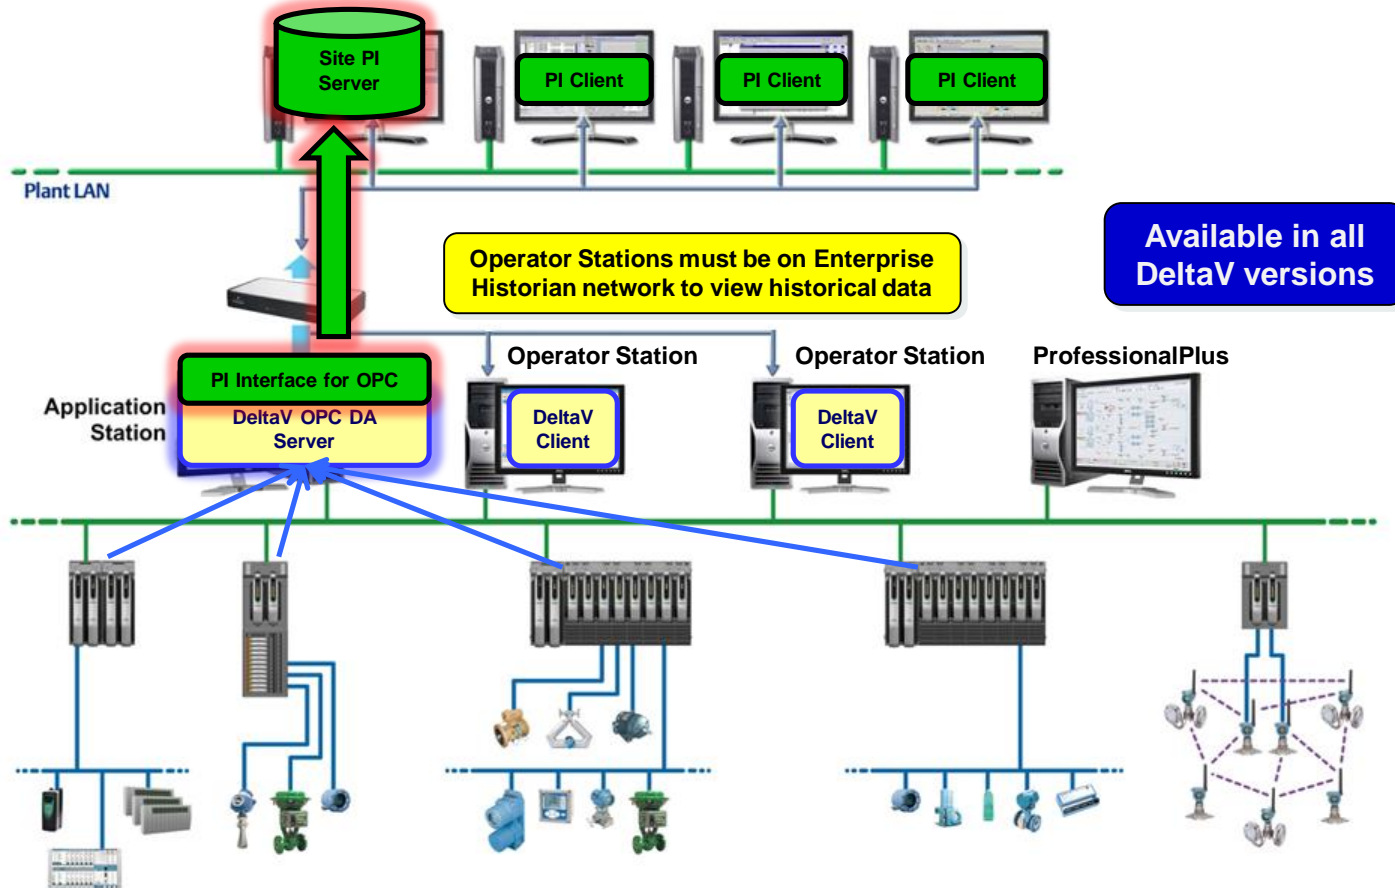 Site PI
Server
PI Client
PI Client
PI Client
Plant LAN
Operator Stations must be on Enterprise
Historian network to view historical data
Available in all
DeltaV versions
Operator Station
Operator Station
ProfessionalPlus
PI Interface for OPC
Application
Station
DeltaV OPC DA
Server
DeltaV
Client
DeltaV
Client